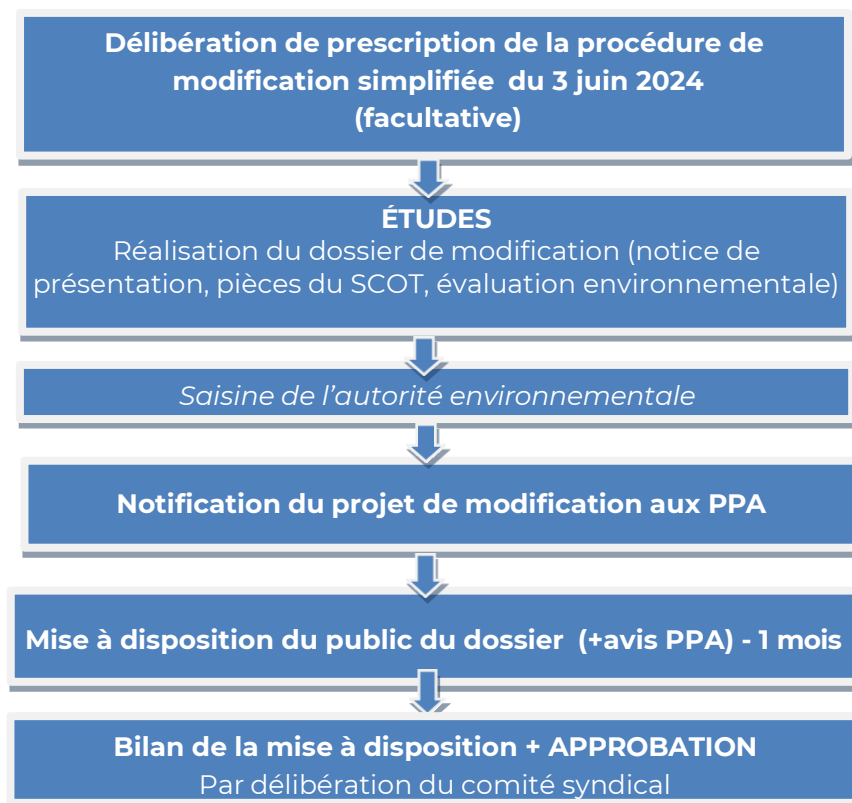 Délibération de prescription de la procédure de
modification simplifiée du 3 juin 2024
(facultative)
ÉTUDES
Réalisation du dossier de modification (notice de
présentation, pièces du SCOT, évaluation environnementale)
Saisine de l'autorité environnementale
Notification du projet de modification aux PPA
Mise à disposition du public du dossier (+avis PPA) - 1 mois
Bilan de la mise à disposition + APPROBATION
Par délibération du comité syndical